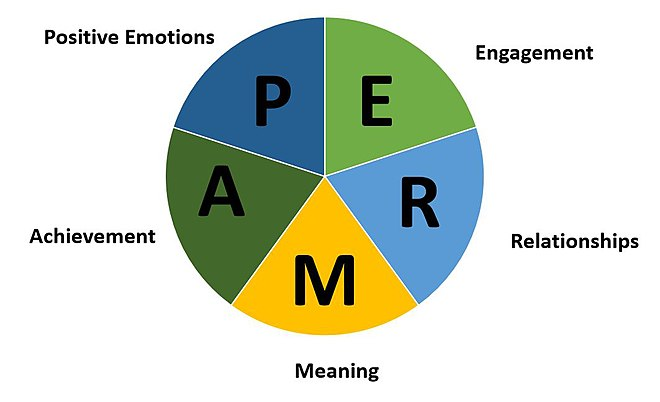 Positive Emotions
Engagement
P
E
A
R
Achievement
Relationships
M
Meaning